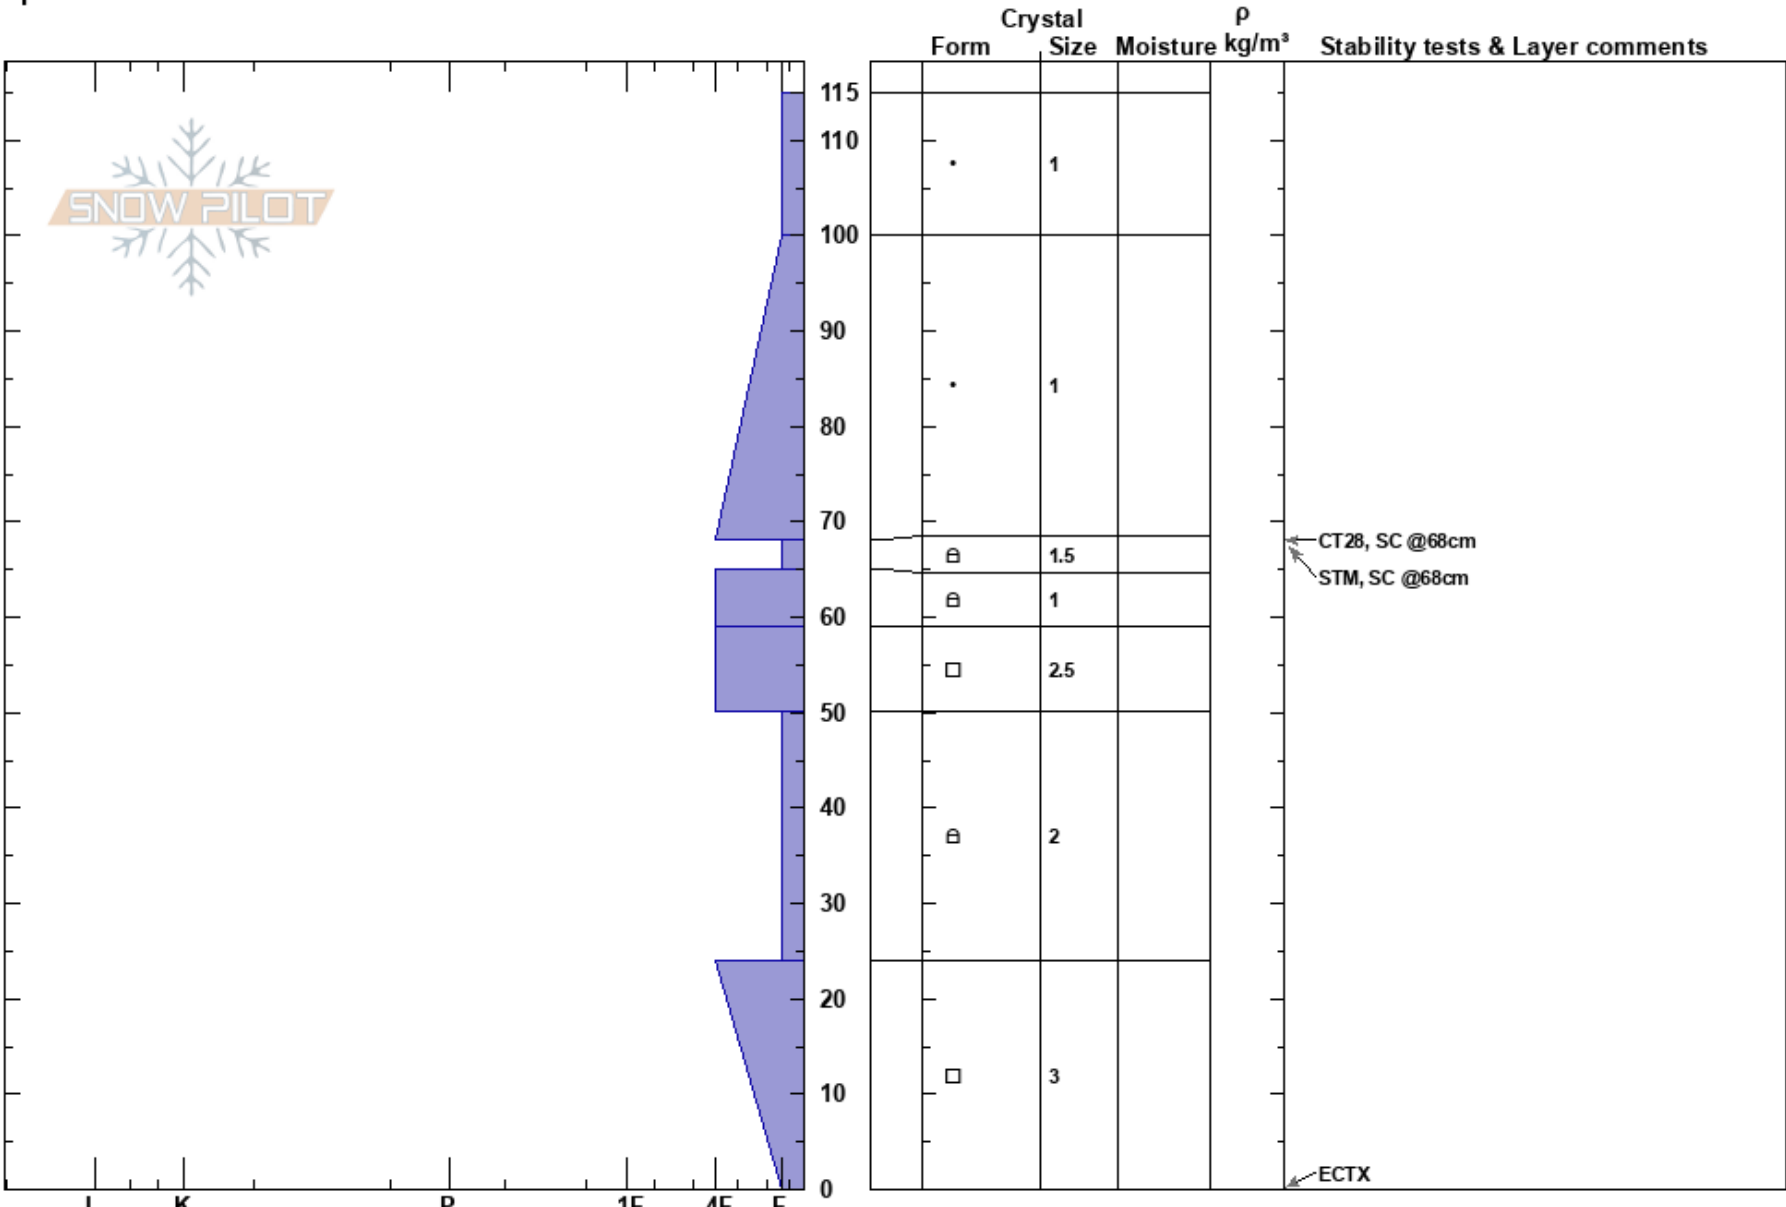 Crystal
ρ
Form Size Moisture kg/m³ Stability tests & Layer comments
115
110
• 1
SNOW PILOT
100
90
• 1
80
70
CT28, SC @68cm
1.5
STM, SC @68cm
1
60
2.5
50
40
2
30
20
3
10
ECTX
0
I K P 1F 4F F